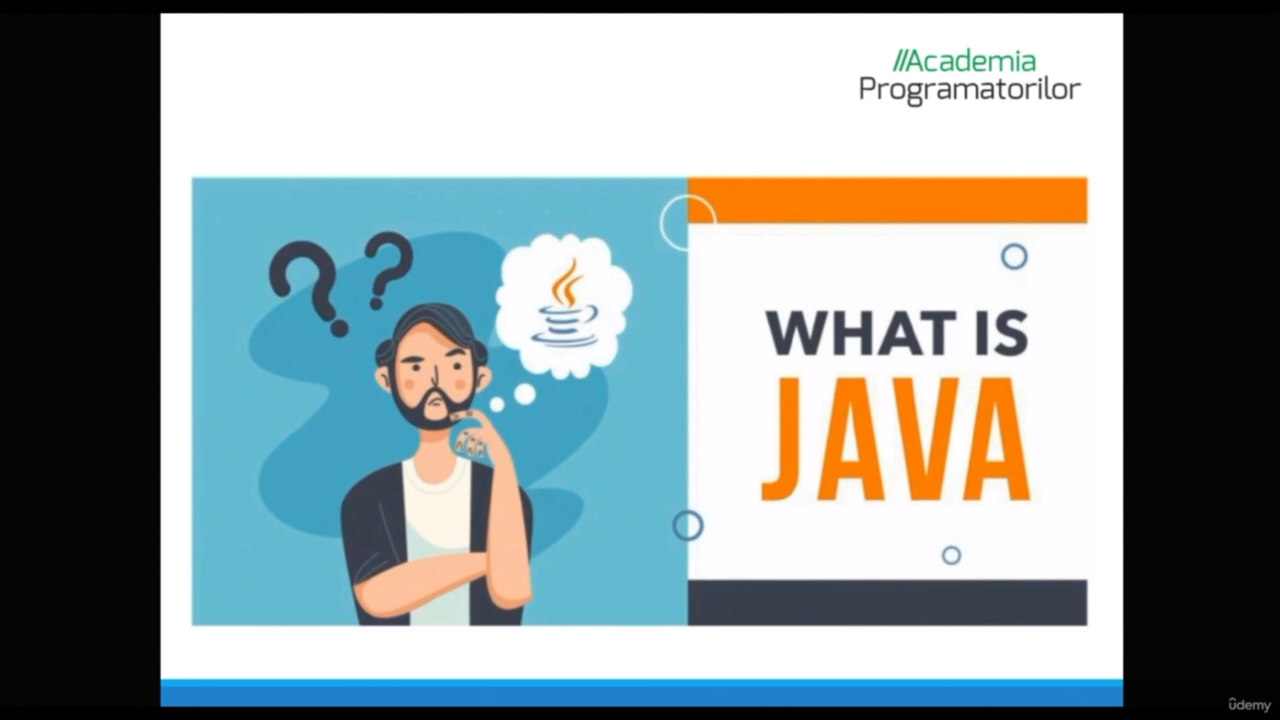 //Academia
Programatorilor
? ?
WHAT IS
JAVA
ûdemy